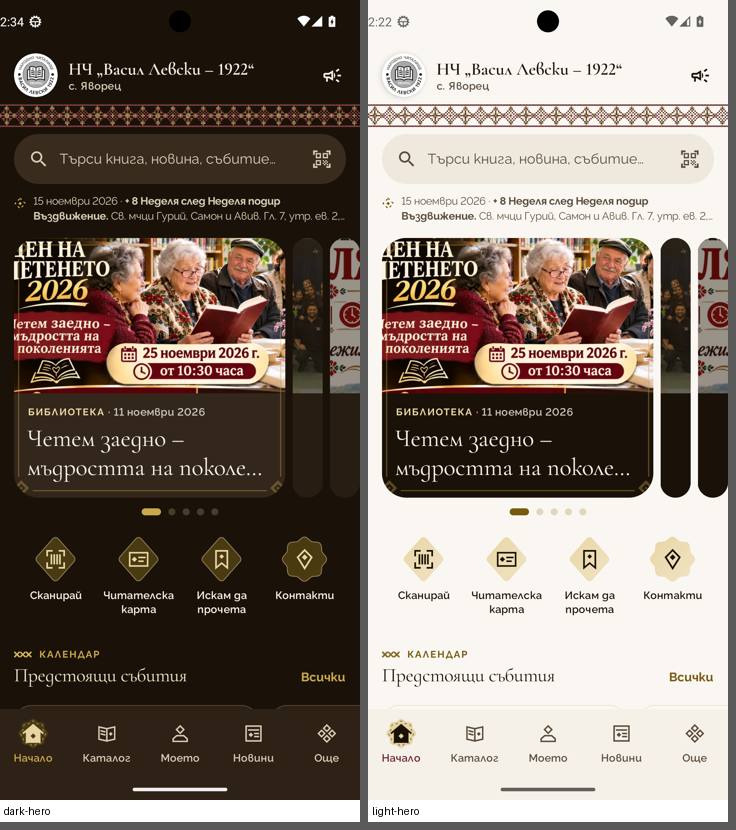 2:34
НЧ „Васил Левски – 1922“
с. Яворец
Търси книга, новина, събитие…
15 ноември 2026 · 8 Неделя след Неделя подир
Въздвижение. Св. мчци Гурий, Самон и Авив. Гл. 7, утр. ев. 2,…
ДЕН НА
ЧЕТЕНЕТО
2026
Четем заедно –
мъдростта на
поколенията
25 ноември 2026 г.
от 10:30 часа
БИБЛИОТЕКА · 11 ноември 2026
Четем заедно –
мъдростта на поколе…
Сканирай
Читателска
карта
Искам да
прочета
Контакти
КАЛЕНДАР
Предстоящи събития
Всички
Начало
Каталог
Моето
Новини
Още
dark-hero
2:22
НЧ „Васил Левски – 1922“
с. Яворец
Търси книга, новина, събитие…
15 ноември 2026 · 8 Неделя след Неделя подир
Въздвижение. Св. мчци Гурий, Самон и Авив. Гл. 7, утр. ев. 2,…
ДЕН НА
ЧЕТЕНЕТО
2026
Четем заедно –
мъдростта на
поколенията
25 ноември 2026 г.
от 10:30 часа
БИБЛИОТЕКА · 11 ноември 2026
Четем заедно –
мъдростта на поколе…
Сканирай
Читателска
карта
Искам да
прочета
Контакти
КАЛЕНДАР
Предстоящи събития
Всички
Начало
Каталог
Моето
Новини
Още
light-hero